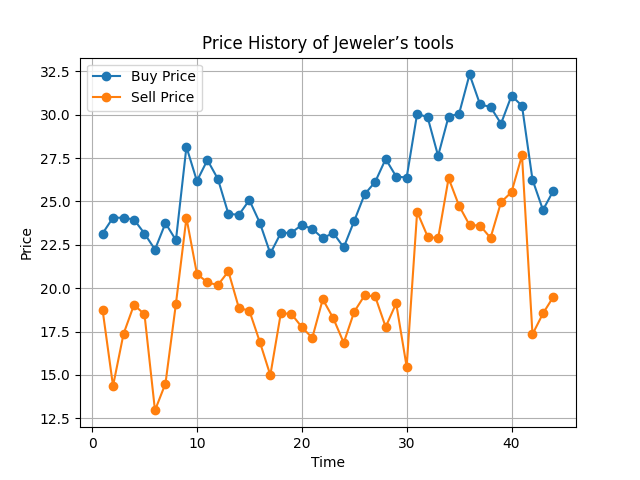 Price History of Jeweler’s tools
Buy Price
Sell Price
Price
32.5
30.0
27.5
25.0
22.5
20.0
17.5
15.0
12.5
0 10 20 30 40
Time